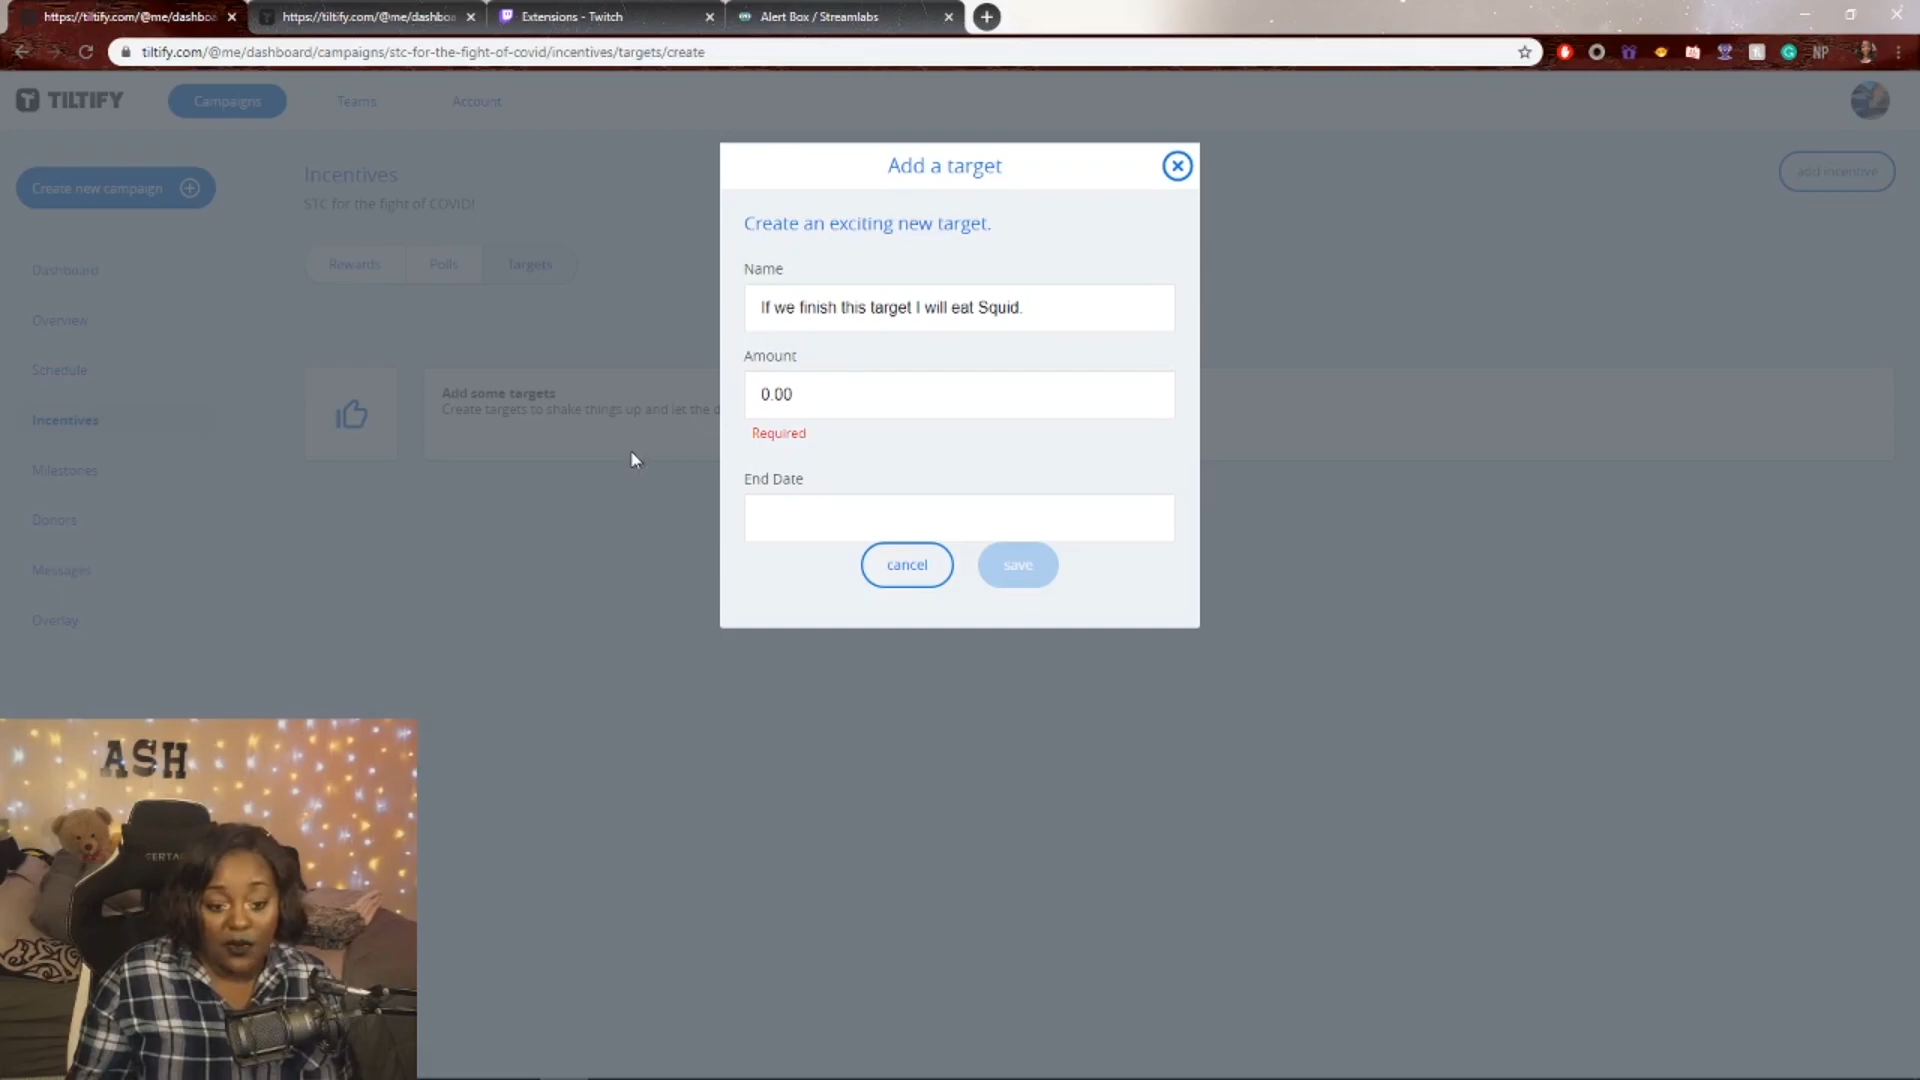 https://tiltify.com/@me/dashboa
https://tiltify.com/@me/dashboa
Extensions - Twitch
Alert Box / Streamlabs
tiltify.com/@me/dashboard/campaigns/stc-for-the-fight-of-covid/incentives/targets/create
NP
TILTIFY
Campaigns
Teams
Account
Create new campaign
Incentives
STC for the fight of COVID!
add incentive
Rewards
Polls
Targets
Dashboard
Overview
Schedule
Incentives
Milestones
Donors
Messages
Overlay
Add some targets
Create targets to shake things up and let the d
Add a target
Create an exciting new target.
Name
If we finish this target I will eat Squid.
Amount
0.00
Required
End Date
cancel
save
ASH